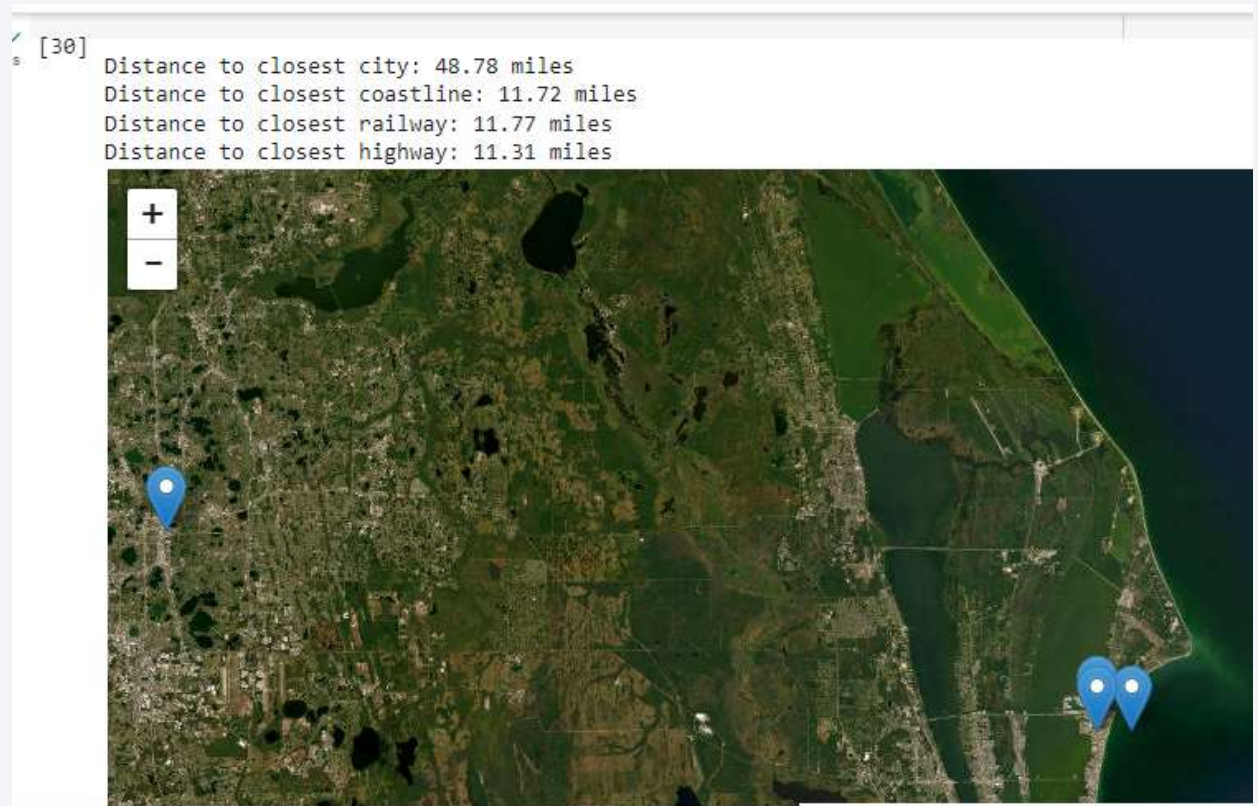 [30]
s
Distance to closest city: 48.78 miles
Distance to closest coastline: 11.72 miles
Distance to closest railway: 11.77 miles
Distance to closest highway: 11.31 miles
+
−